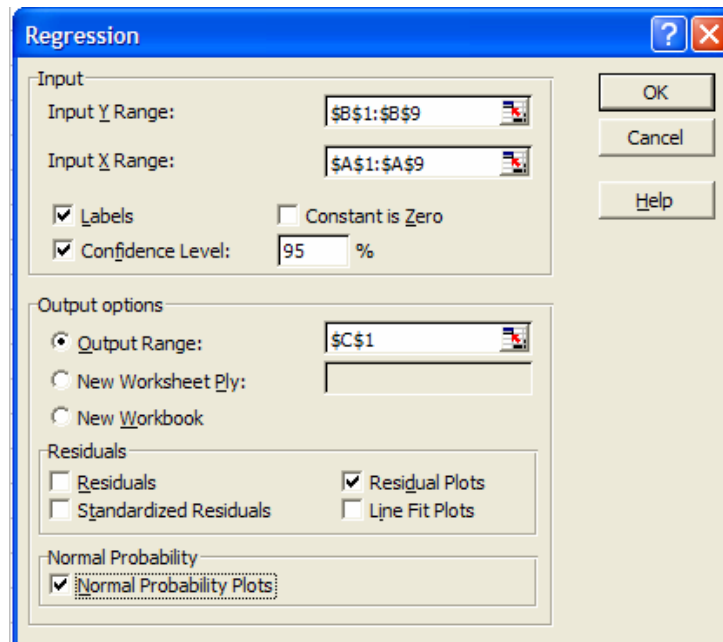 Regression
Input
Input Y Range: $B$1:$B$9
Input X Range: $A$1:$A$9
Labels Constant is Zero
Confidence Level: 95 %
OK
Cancel
Help
Output options
Output Range: $C$1
New Worksheet Ply:
New Workbook
Residuals
Residuals Residual Plots
Standardized Residuals Line Fit Plots
Normal Probability
Normal Probability Plots